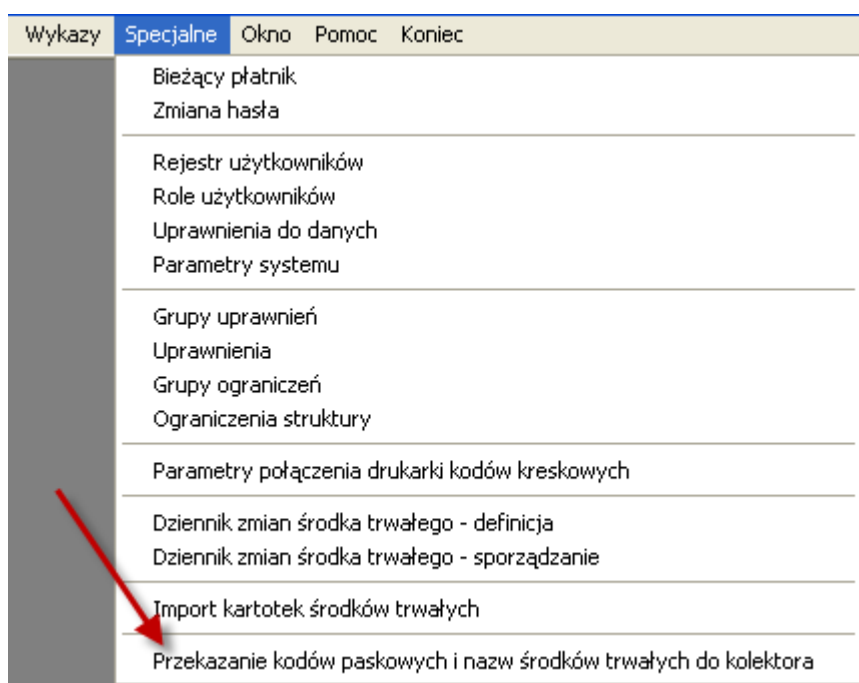 Wykazy Specjalne Okno Pomoc Koniec
Bieżący płatnik
Zmiana hasła
Rejestr użytkowników
Role użytkowników
Uprawnienia do danych
Parametry systemu
Grupy uprawnień
Uprawnienia
Grupy ograniczeń
Ograniczenia struktury
Parametry połączenia drukarki kodów kreskowych
Dziennik zmian środka trwałego - definicja
Dziennik zmian środka trwałego - sporządzanie
Import kartotek środków trwałych
Przekazanie kodów paskowych i nazw środków trwałych do kolektora